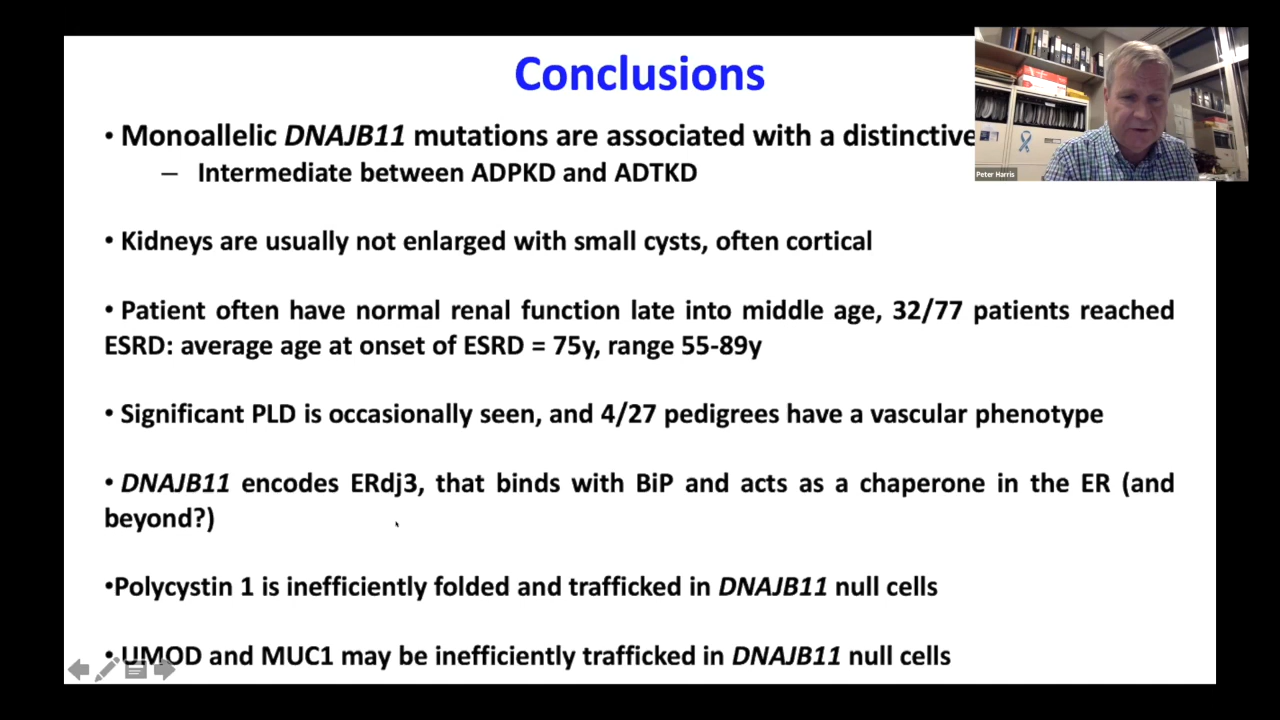 Conclusions
• Monoallelic DNAJB11 mutations are associated with a distinctive
– Intermediate between ADPKD and ADTKD
• Kidneys are usually not enlarged with small cysts, often cortical
• Patient often have normal renal function late into middle age, 32/77 patients reached
ESRD: average age at onset of ESRD = 75y, range 55-89y
• Significant PLD is occasionally seen, and 4/27 pedigrees have a vascular phenotype
• DNAJB11 encodes ERdj3, that binds with BiP and acts as a chaperone in the ER (and
beyond?)
•Polycystin 1 is inefficiently folded and trafficked in DNAJB11 null cells
• UMOD and MUC1 may be inefficiently trafficked in DNAJB11 null cells
Peter Harris